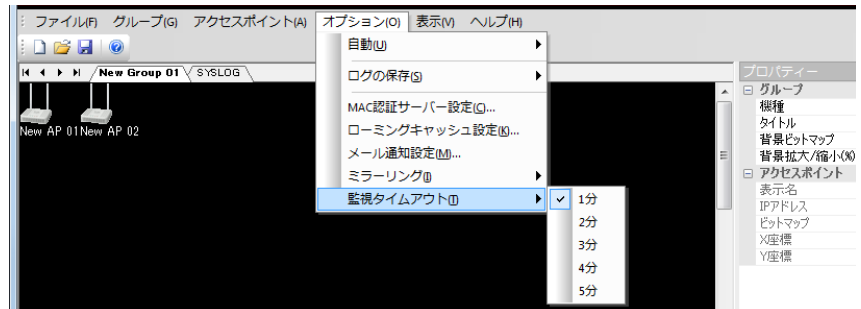 ファイル(F) グループ(G) アクセスポイント(A) オプション(O) 表示(V) ヘルプ(H)
自動(U)
New Group 01 SYSLOG
ログの保存(S)
プロパティー
グループ
MAC認証サーバー設定(C)...
機種
ローミングキャッシュ設定(K)...
タイトル
New AP 01 New AP 02
背景ビットマップ
メール通知設定(M)...
背景拡大/縮小(%)
ミラーリング(I)
アクセスポイント
監視タイムアウト(T)
1分
表示名
2分
IPアドレス
ビットマップ
3分
X座標
4分
Y座標
5分